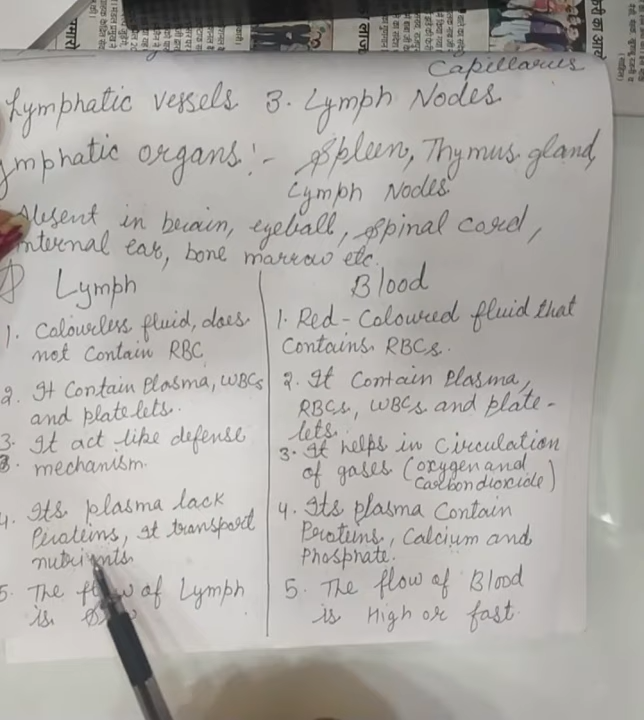 Capillaries
Lymphatic vessels 3. Lymph Nodes
mphatic organs :- Spleen, Thymus gland,
Lymph Nodes
Absent in brain, eyeball, Spinal cord,
internal ear, bone marrow etc.
Lymph
1. Colourless fluid, does
not Contain RBC
2. It Contain Plasma, WBCs
and platelets.
3. It act like defense
3. mechanism.
4. Its plasma lack
Proteins, It transport
nutrients
5. The flow of Lymph
is
Blood
1. Red-Coloured fluid that
Contains RBCs.
2. It Contain Plasma,
RBCs, WBCs and plate-
lets.
3. It helps in Circulation
of gases (oxygen and
Carbondioxide)
4. Its plasma Contain
Proteins, Calcium and
Phosphate.
5. The flow of Blood
is High or fast.